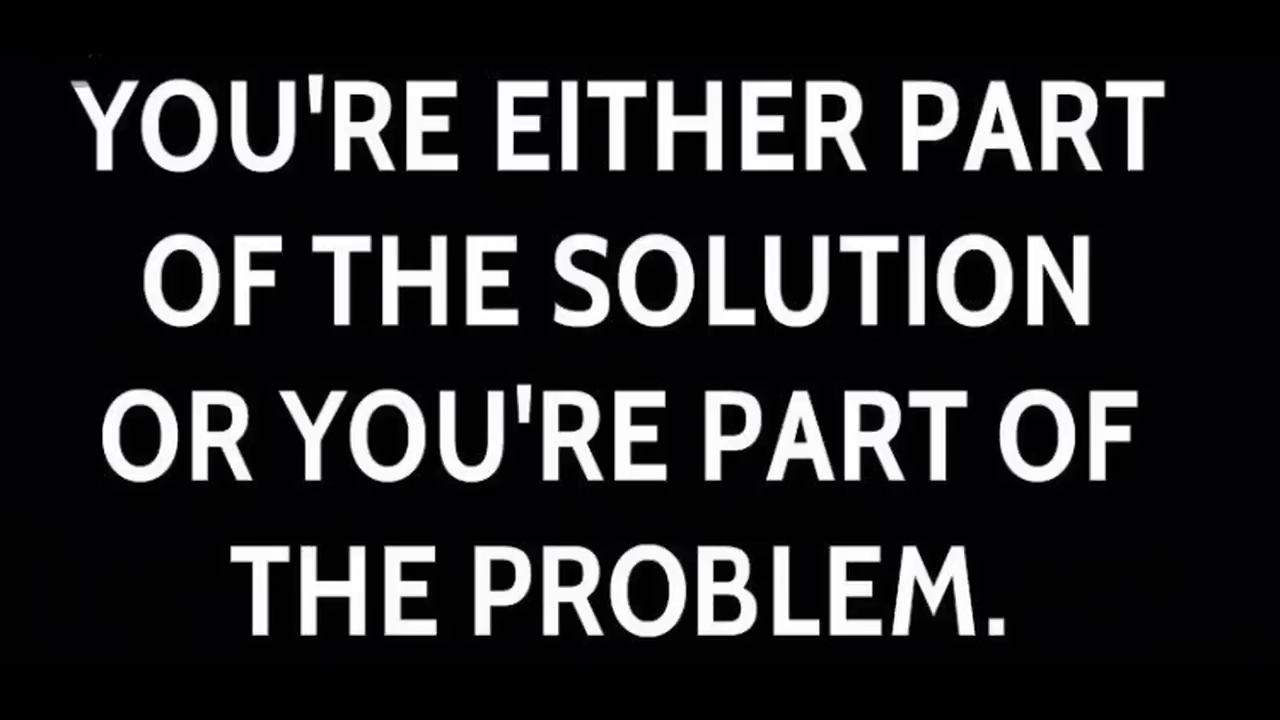 YOU'RE EITHER PART
OF THE SOLUTION
OR YOU'RE PART OF
THE PROBLEM.